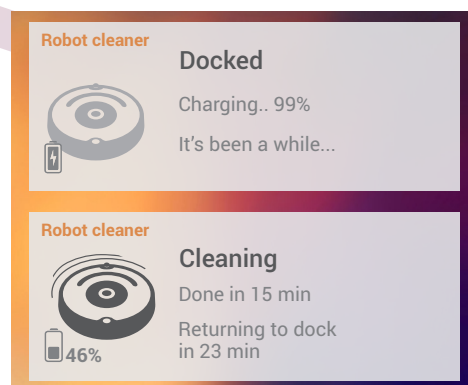 Robot cleaner
Docked
Charging.. 99%
It's been a while...
Robot cleaner
Cleaning
Done in 15 min
Returning to dock
in 23 min
46%